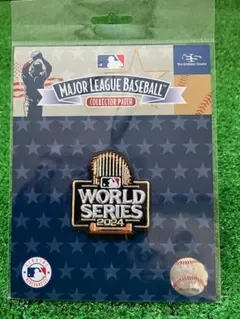 MAJOR LEAGUE BASEBALL
COLLECTOR PATCH
WORLD
SERIES
2024